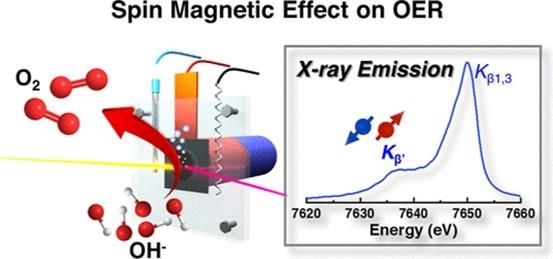 Spin Magnetic Effect on OER
O₂
OH⁻
X-ray Emission
Kβ1,3
Kβ'
7620 7630 7640 7650 7660
Energy (eV)